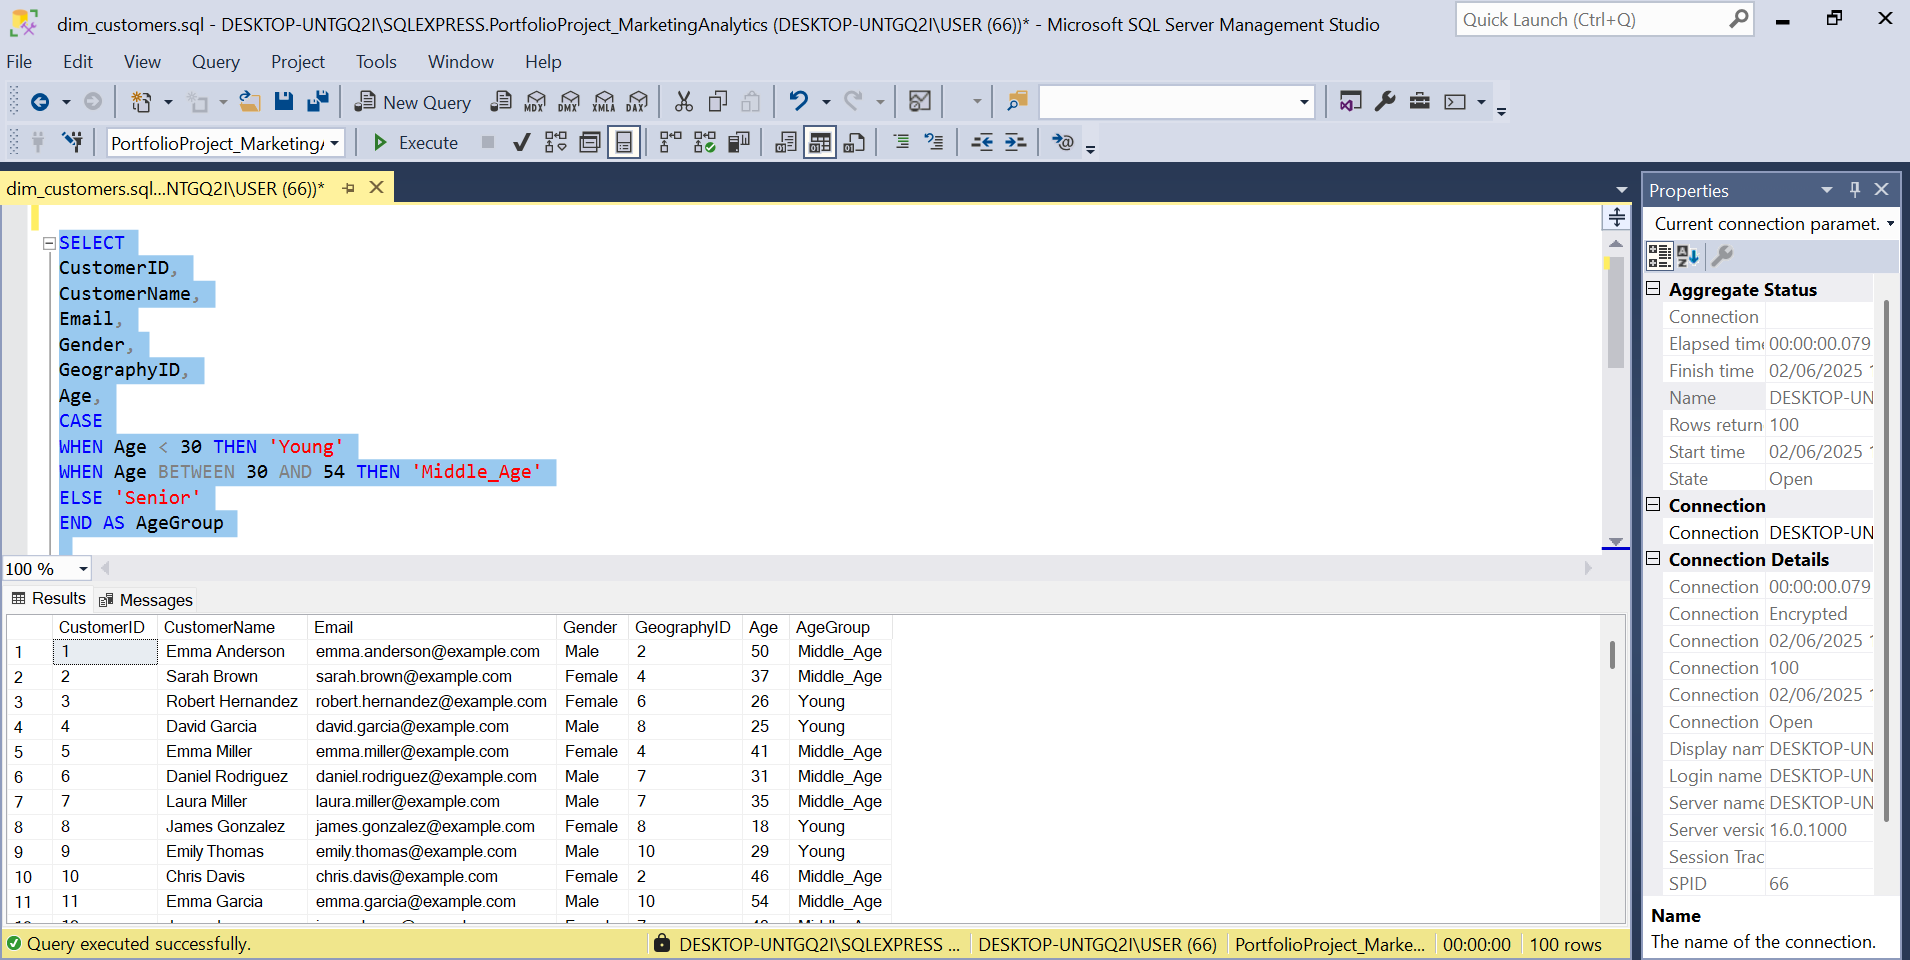 dim_customers.sql - DESKTOP-UNTGQ2I\SQLEXPRESS.PortfolioProject_MarketingAnalytics (DESKTOP-UNTGQ2I\USER (66))* - Microsoft SQL Server Management Studio
Quick Launch (Ctrl+Q)
File Edit View Query Project Tools Window Help
New Query MDX DMX XMLA DAX
PortfolioProject_Marketing Execute
dim_customers.sql...NTGQ2I\USER (66))*
SELECT
CustomerID,
CustomerName,
Email,
Gender,
GeographyID,
Age,
CASE
WHEN Age < 30 THEN 'Young'
WHEN Age BETWEEN 30 AND 54 THEN 'Middle_Age'
ELSE 'Senior'
END AS AgeGroup
100 %
Results Messages
CustomerID CustomerName Email Gender GeographyID Age AgeGroup
1 1 Emma Anderson emma.anderson@example.com Male 2 50 Middle_Age
2 2 Sarah Brown sarah.brown@example.com Female 4 37 Middle_Age
3 3 Robert Hernandez robert.hernandez@example.com Female 6 26 Young
4 4 David Garcia david.garcia@example.com Male 8 25 Young
5 5 Emma Miller emma.miller@example.com Female 4 41 Middle_Age
6 6 Daniel Rodriguez daniel.rodriguez@example.com Male 7 31 Middle_Age
7 7 Laura Miller laura.miller@example.com Male 7 35 Middle_Age
8 8 James Gonzalez james.gonzalez@example.com Female 8 18 Young
9 9 Emily Thomas emily.thomas@example.com Male 10 29 Young
10 10 Chris Davis chris.davis@example.com Female 2 46 Middle_Age
11 11 Emma Garcia emma.garcia@example.com Male 10 54 Middle_Age
Query executed successfully. DESKTOP-UNTGQ2I\SQLEXPRESS ... DESKTOP-UNTGQ2I\USER (66) PortfolioProject_Marke... 00:00:00 100 rows
Properties
Current connection paramet.
Aggregate Status
Connection
Elapsed time 00:00:00.079
Finish time 02/06/2025
Name DESKTOP-UN
Rows return 100
Start time 02/06/2025
State Open
Connection
Connection DESKTOP-UN
Connection Details
Connection 00:00:00.079
Connection Encrypted
Connection 02/06/2025
Connection 100
Connection 02/06/2025
Connection Open
Display nam DESKTOP-UN
Login name DESKTOP-UN
Server name DESKTOP-UN
Server versic 16.0.1000
Session Trac
SPID 66
Name
The name of the connection.